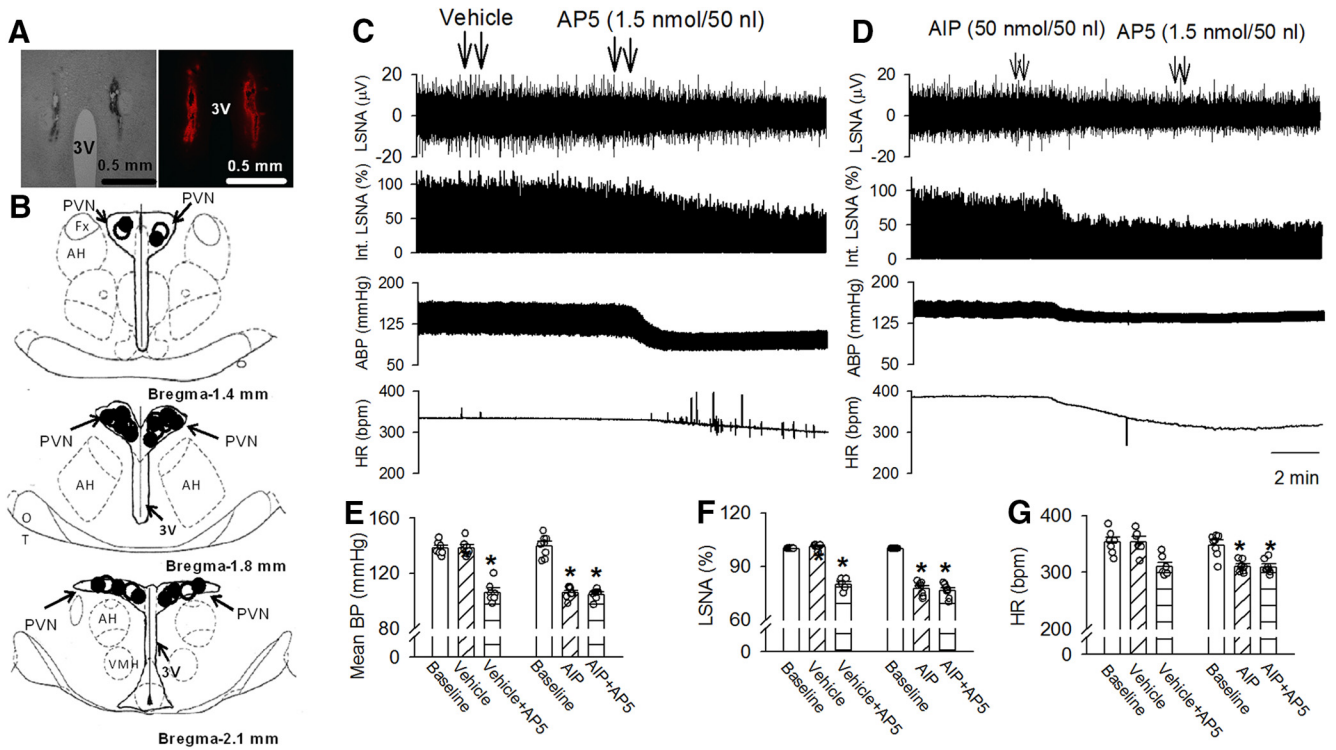 A
3V
0.5 mm
3V
0.5 mm
B
PVN
PVN
Fx
AH
Bregma-1.4 mm
PVN
PVN
AH
AH
O
T
3V
Bregma-1.8 mm
PVN
PVN
AH
VMH
3V
Bregma-2.1 mm
C
Vehicle
AP5 (1.5 nmol/50 nl)
LSNA (µV)
20
0
-20
Int. LSNA (%)
100
50
0
ABP (mmHg)
200
125
50
HR (bpm)
400
300
200
D
AIP (50 nmol/50 nl)
AP5 (1.5 nmol/50 nl)
LSNA (µV)
20
0
-20
Int. LSNA (%)
100
50
0
ABP (mmHg)
200
125
50
HR (bpm)
400
300
200
2 min
E
Mean BP (mmHg)
160
120
80
0
*
*
*
Baseline
Vehicle
Vehicle+AP5
Baseline
AIP
AIP+AP5
F
LSNA (%)
120
100
60
0
*
*
*
*
Baseline
Vehicle
Vehicle+AP5
Baseline
AIP
AIP+AP5
G
HR (bpm)
400
300
200
0
*
*
Baseline
Vehicle
Vehicle+AP5
Baseline
AIP
AIP+AP5